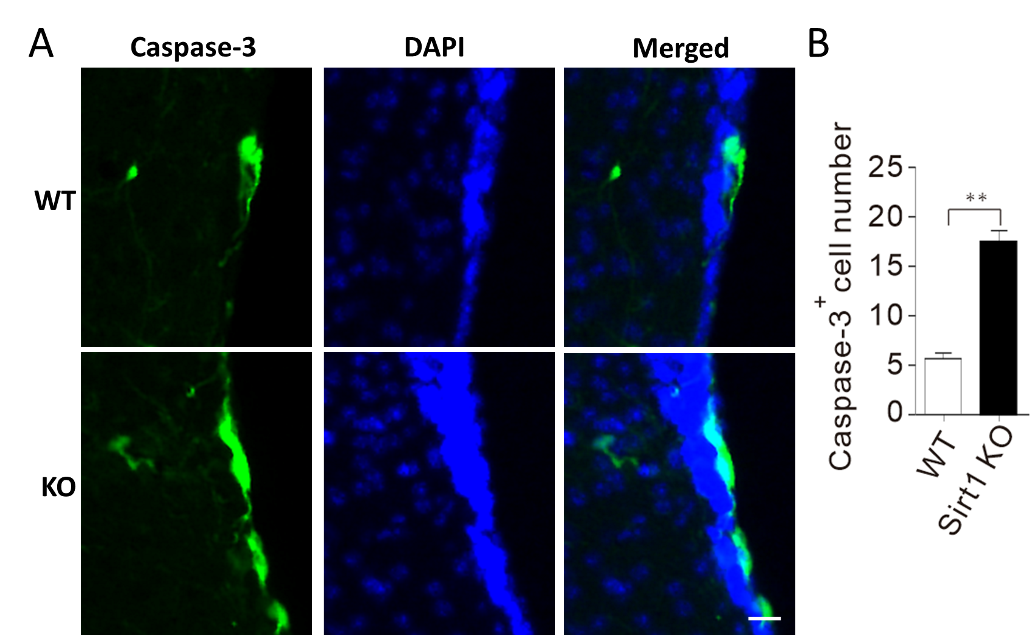 A
Caspase-3
DAPI
Merged
WT
KO
B
Caspase-3+ cell number
25
20
15
10
5
0
**
WT
Sirt1 KO